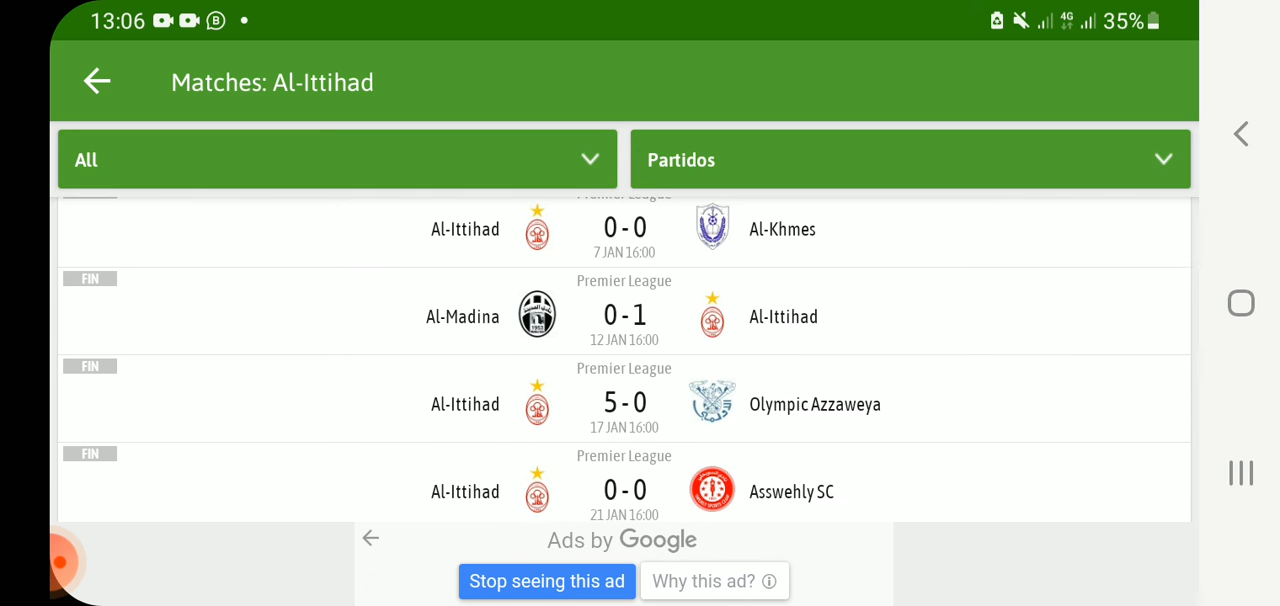 13:06 B 4G 35%
Matches: Al-Ittihad
All Partidos
Premier League
Al-Ittihad 0 - 0 Al-Khmes
7 JAN 16:00
FIN Premier League
Al-Madina 0 - 1 Al-Ittihad
12 JAN 16:00
FIN Premier League
Al-Ittihad 5 - 0 Olympic Azzaweya
17 JAN 16:00
FIN Premier League
Al-Ittihad 0 - 0 Asswehly SC
21 JAN 16:00
Ads by Google
Stop seeing this ad Why this ad?